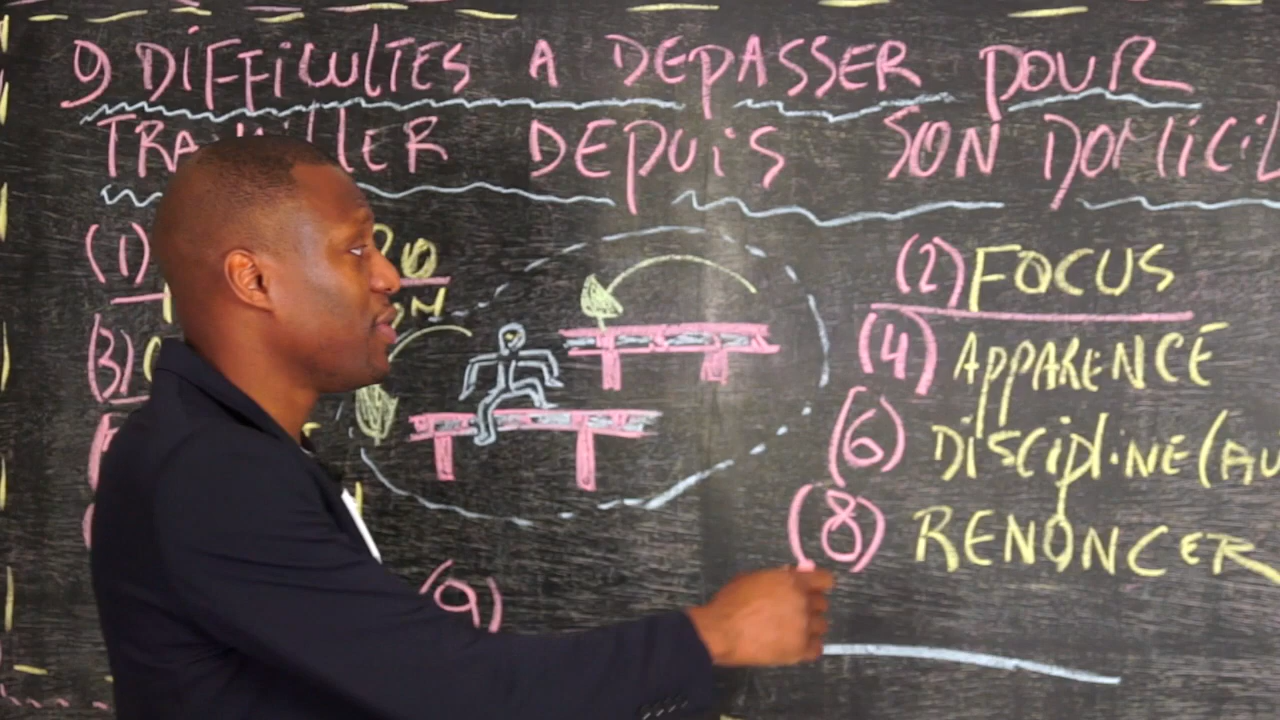 9 DIFFICULTES A DEPASSER POUR
DEPUIS SON DOMICIL
(1)
(2) FOCUS
(3)
(4) APPARENCE
(6) DISCIPLINE (AU
(8) RENONCER
(9)